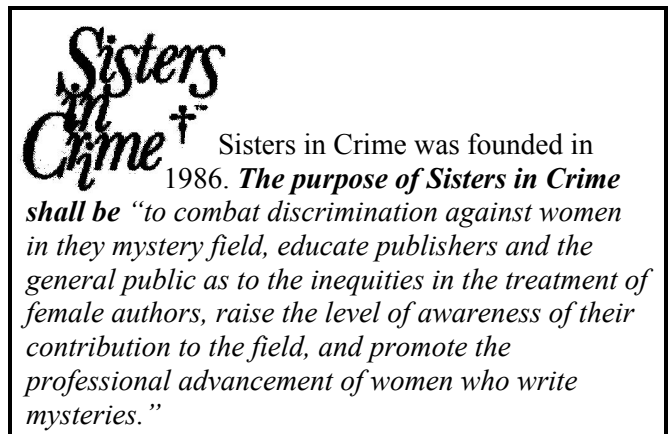 Sisters
in
Crime ™
Sisters in Crime was founded in
1986. The purpose of Sisters in Crime
shall be “to combat discrimination against women
in they mystery field, educate publishers and the
general public as to the inequities in the treatment of
female authors, raise the level of awareness of their
contribution to the field, and promote the
professional advancement of women who write
mysteries.”